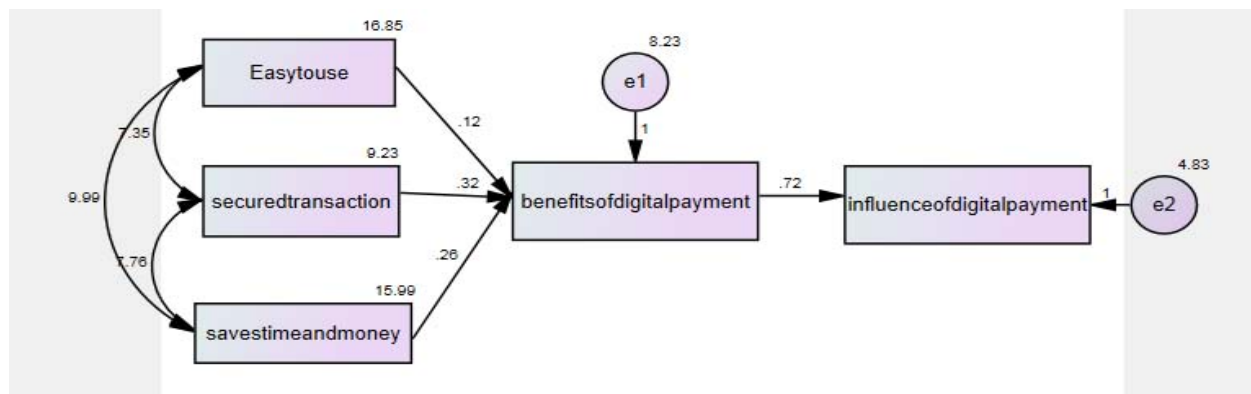 16.85
Easytouse
8.23
e1
7.35
.12
1
9.23
securedtransaction
.32
benefitsofdigitalpayment
.72
influenceofdigitalpayment
1
4.83
e2
9.99
7.76
.26
15.99
savestimeandmoney